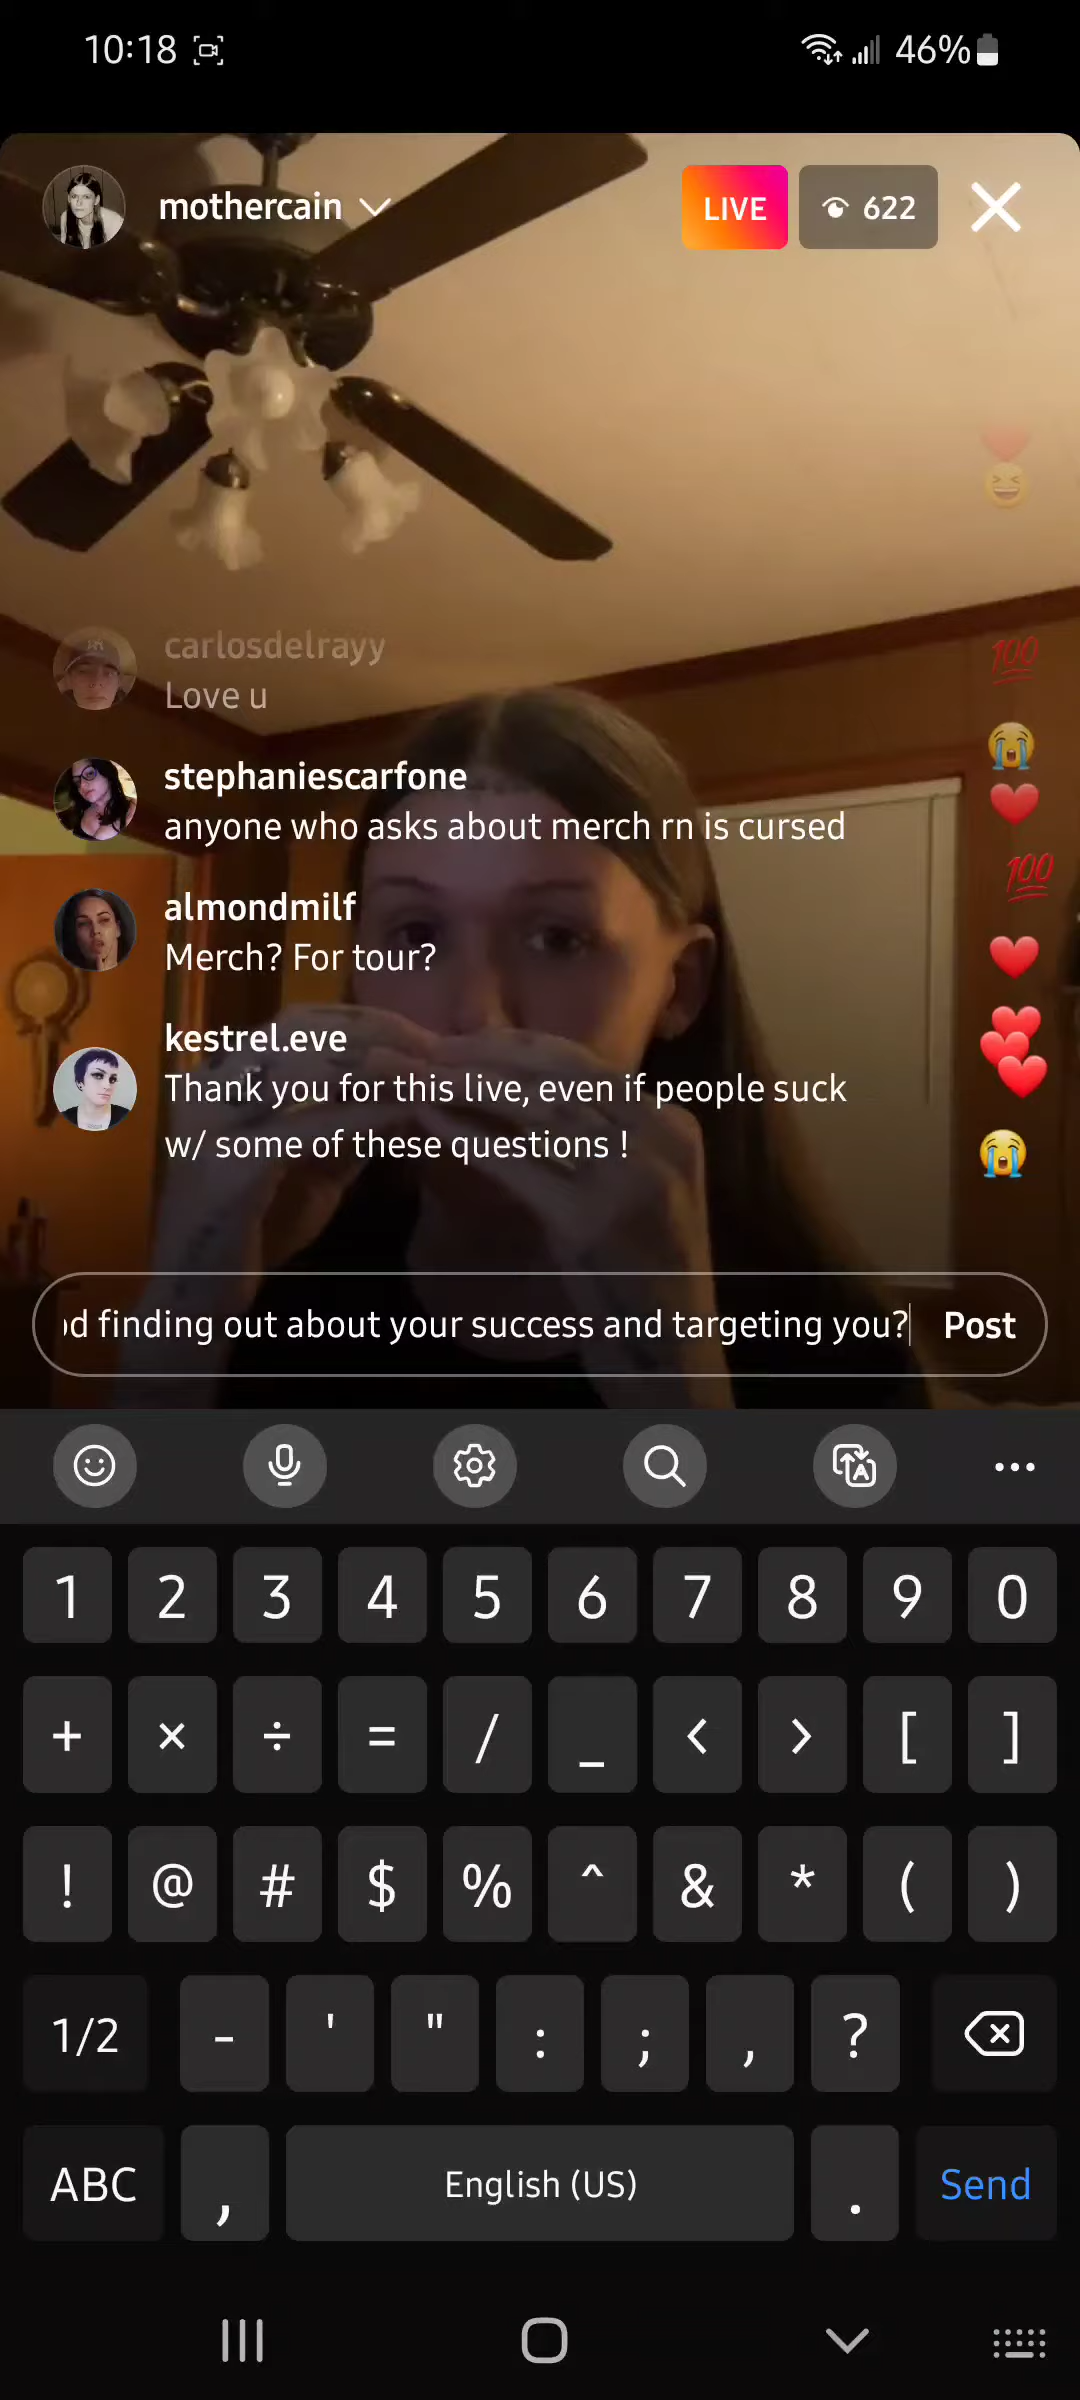 10:18 46%
mothercain LIVE 622
carlosdelrayy
Love u
stephaniescarfone
anyone who asks about merch rn is cursed
almondmilf
Merch? For tour?
kestrel.eve
Thank you for this live, even if people suck
w/ some of these questions !
finding out about your success and targeting you? Post
1 2 3 4 5 6 7 8 9 0
+ × ÷ = / _ < > [ ]
! @ # $ % ^ & * ( )
1/2 - ' " : ; , ?
ABC , English (US) . Send